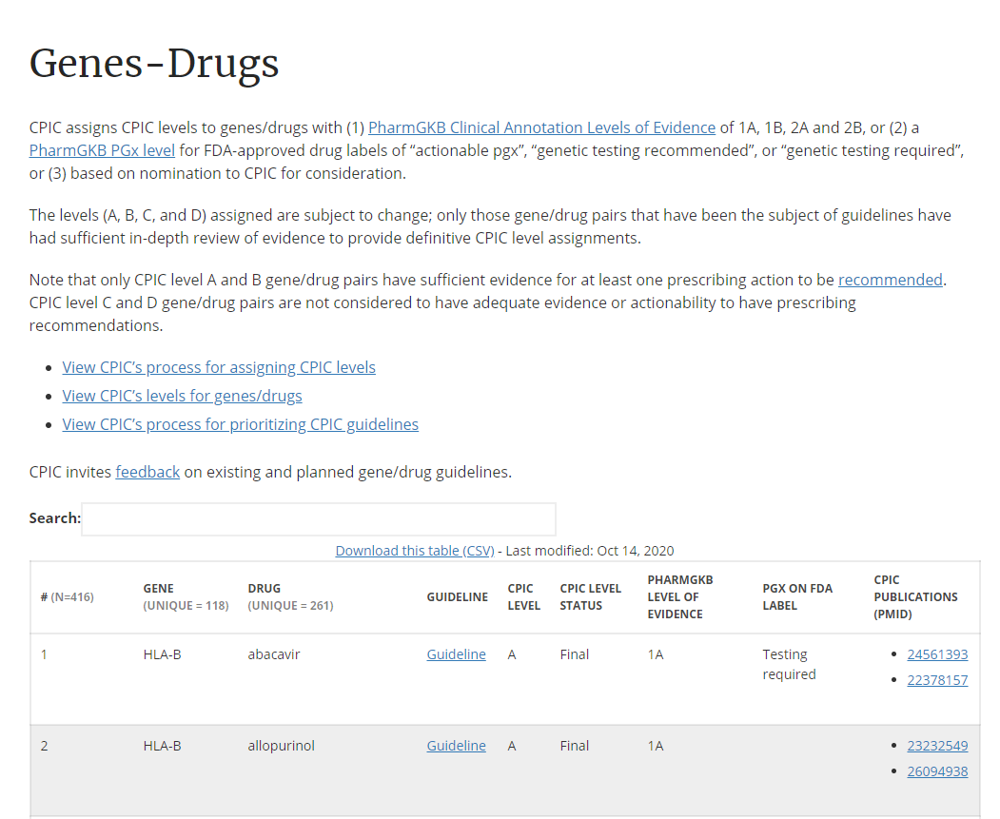 Genes-Drugs
CPIC assigns CPIC levels to genes/drugs with (1) PharmGKB Clinical Annotation Levels of Evidence of 1A, 1B, 2A and 2B, or (2) a
PharmGKB PGx level for FDA-approved drug labels of “actionable pgx”, “genetic testing recommended”, or “genetic testing required”,
or (3) based on nomination to CPIC for consideration.
The levels (A, B, C, and D) assigned are subject to change; only those gene/drug pairs that have been the subject of guidelines have
had sufficient in-depth review of evidence to provide definitive CPIC level assignments.
Note that only CPIC level A and B gene/drug pairs have sufficient evidence for at least one prescribing action to be recommended.
CPIC level C and D gene/drug pairs are not considered to have adequate evidence or actionability to have prescribing
recommendations.
• View CPIC’s process for assigning CPIC levels
• View CPIC’s levels for genes/drugs
• View CPIC’s process for prioritizing CPIC guidelines
CPIC invites feedback on existing and planned gene/drug guidelines.
Search:
Download this table (CSV) - Last modified: Oct 14, 2020
# (N=416)
GENE
(UNIQUE = 118)
DRUG
(UNIQUE = 261)
GUIDELINE
CPIC
LEVEL
CPIC LEVEL
STATUS
PHARMGKB
LEVEL OF
EVIDENCE
PGX ON FDA
LABEL
CPIC
PUBLICATIONS
(PMID)
1 HLA-B abacavir Guideline A Final 1A
Testing
required
• 24561393
• 22378157
2 HLA-B allopurinol Guideline A Final 1A
• 23232549
• 26094938